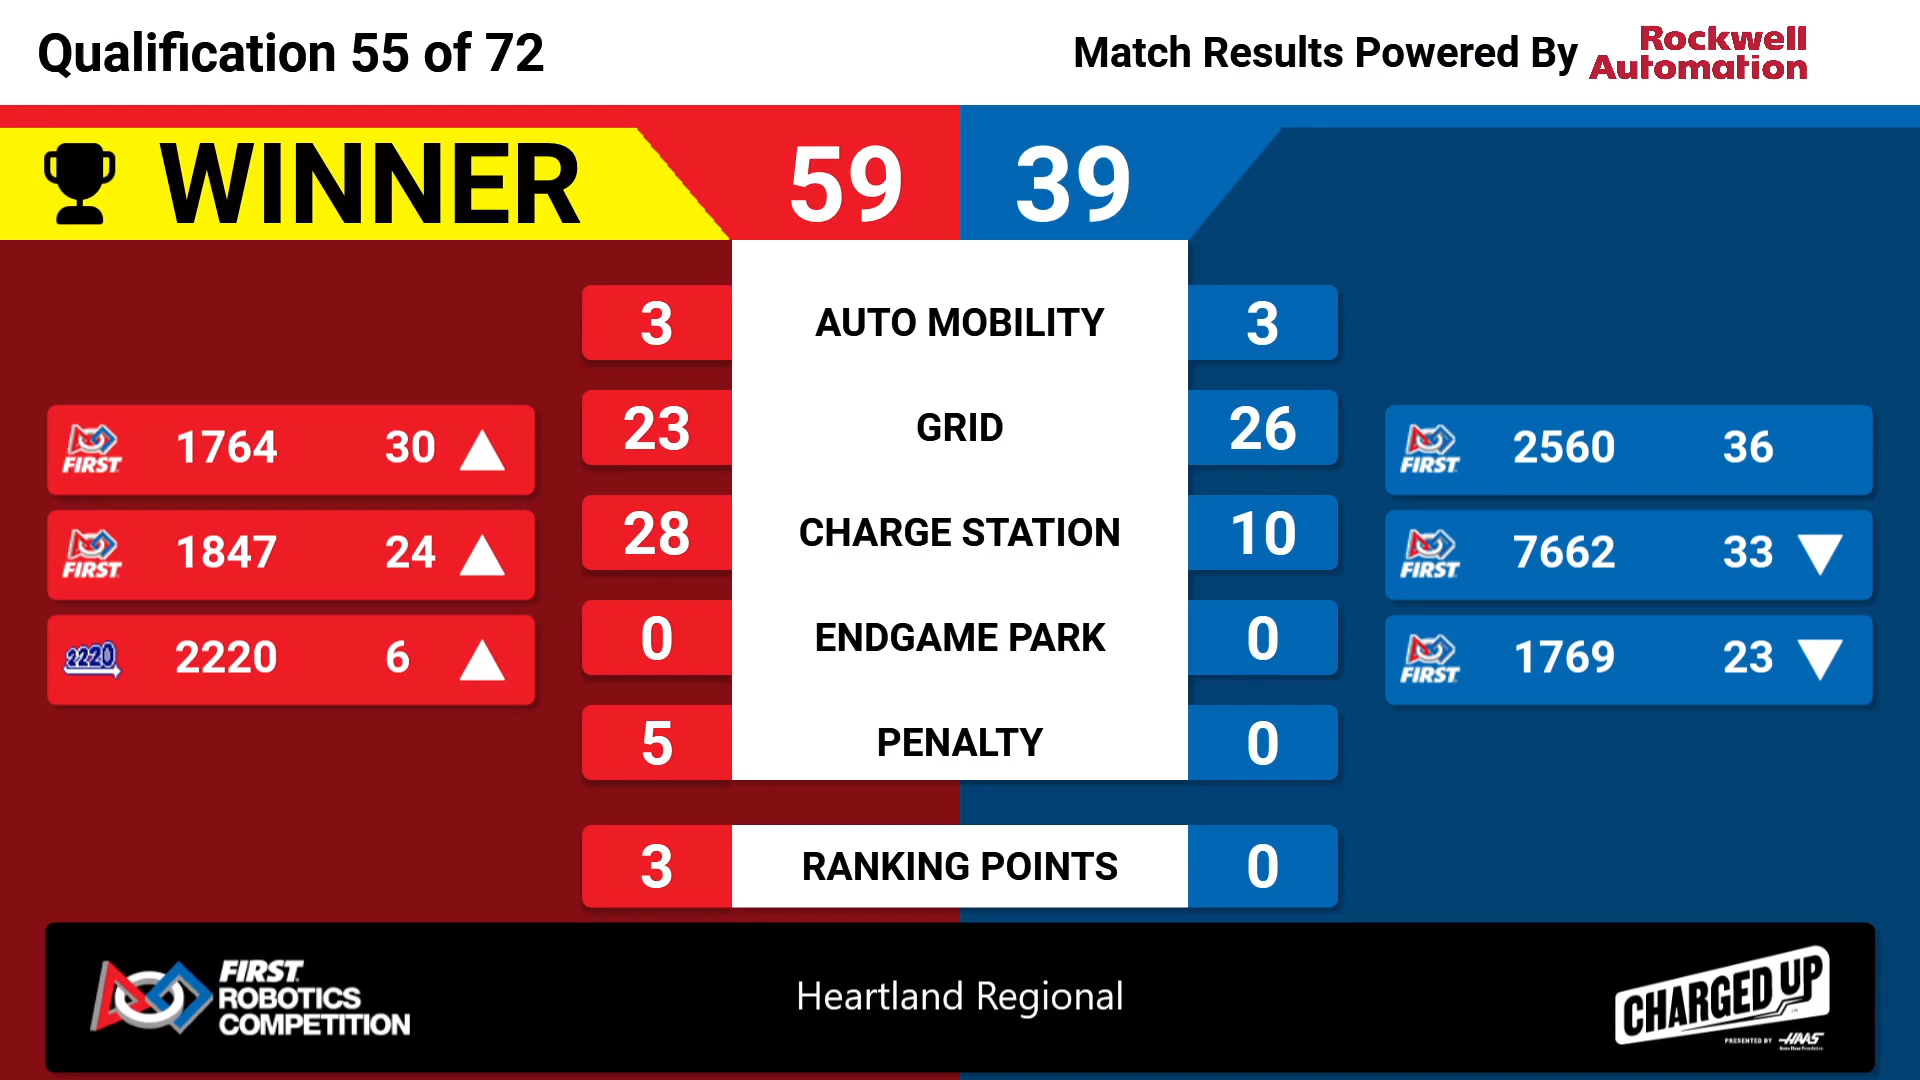 Qualification 55 of 72
Match Results Powered By Rockwell Automation
WINNER 59 39
3 AUTO MOBILITY 3
23 GRID 26
FIRST 1764 30
FIRST 2560 36
28 CHARGE STATION 10
FIRST 1847 24
FIRST 7662 33
0 ENDGAME PARK 0
2220 2220 6
FIRST 1769 23
5 PENALTY 0
3 RANKING POINTS 0
FIRST
ROBOTICS
COMPETITION
Heartland Regional
CHARGED UP
PRESENTED BY HAAS